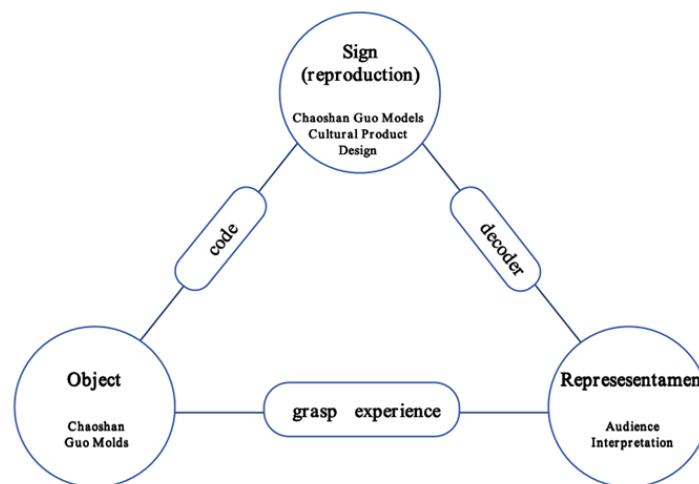 Sign
(reproduction)
Chaoshan Guo Models
Cultural Product
Design
code
decoder
Object
Chaoshan
Guo Molds
grasp experience
Represesentamen
Audience
Interpretation